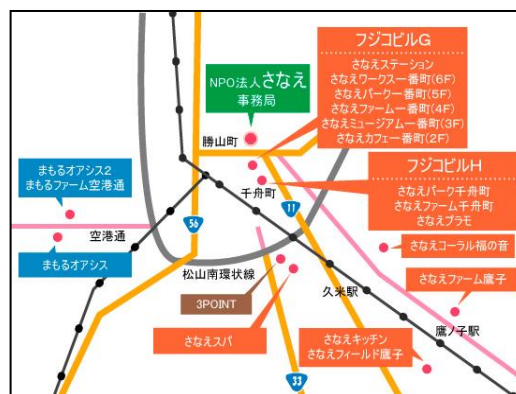 フジコビルG
さなえステーション
さなえワークス一番町(6F)
さなえパーク一番町(5F)
さなえファーム一番町(4F)
さなえミュージアム一番町(3F)
さなえカフェ一番町(2F)
NPO法人さなえ
事務局
勝山町
フジコビルH
さなえパーク千舟町
さなえファーム千舟町
さなえプラモ
まもるオアシス2
まもるファーム空港通
千舟町
11
56
空港通
まもるオアシス
さなえコーラル福の音
松山南環状線
久米駅
3POINT
さなえファーム鷹子
鷹ノ子駅
さなえスパ
さなえキッチン
さなえフィールド鷹子
33